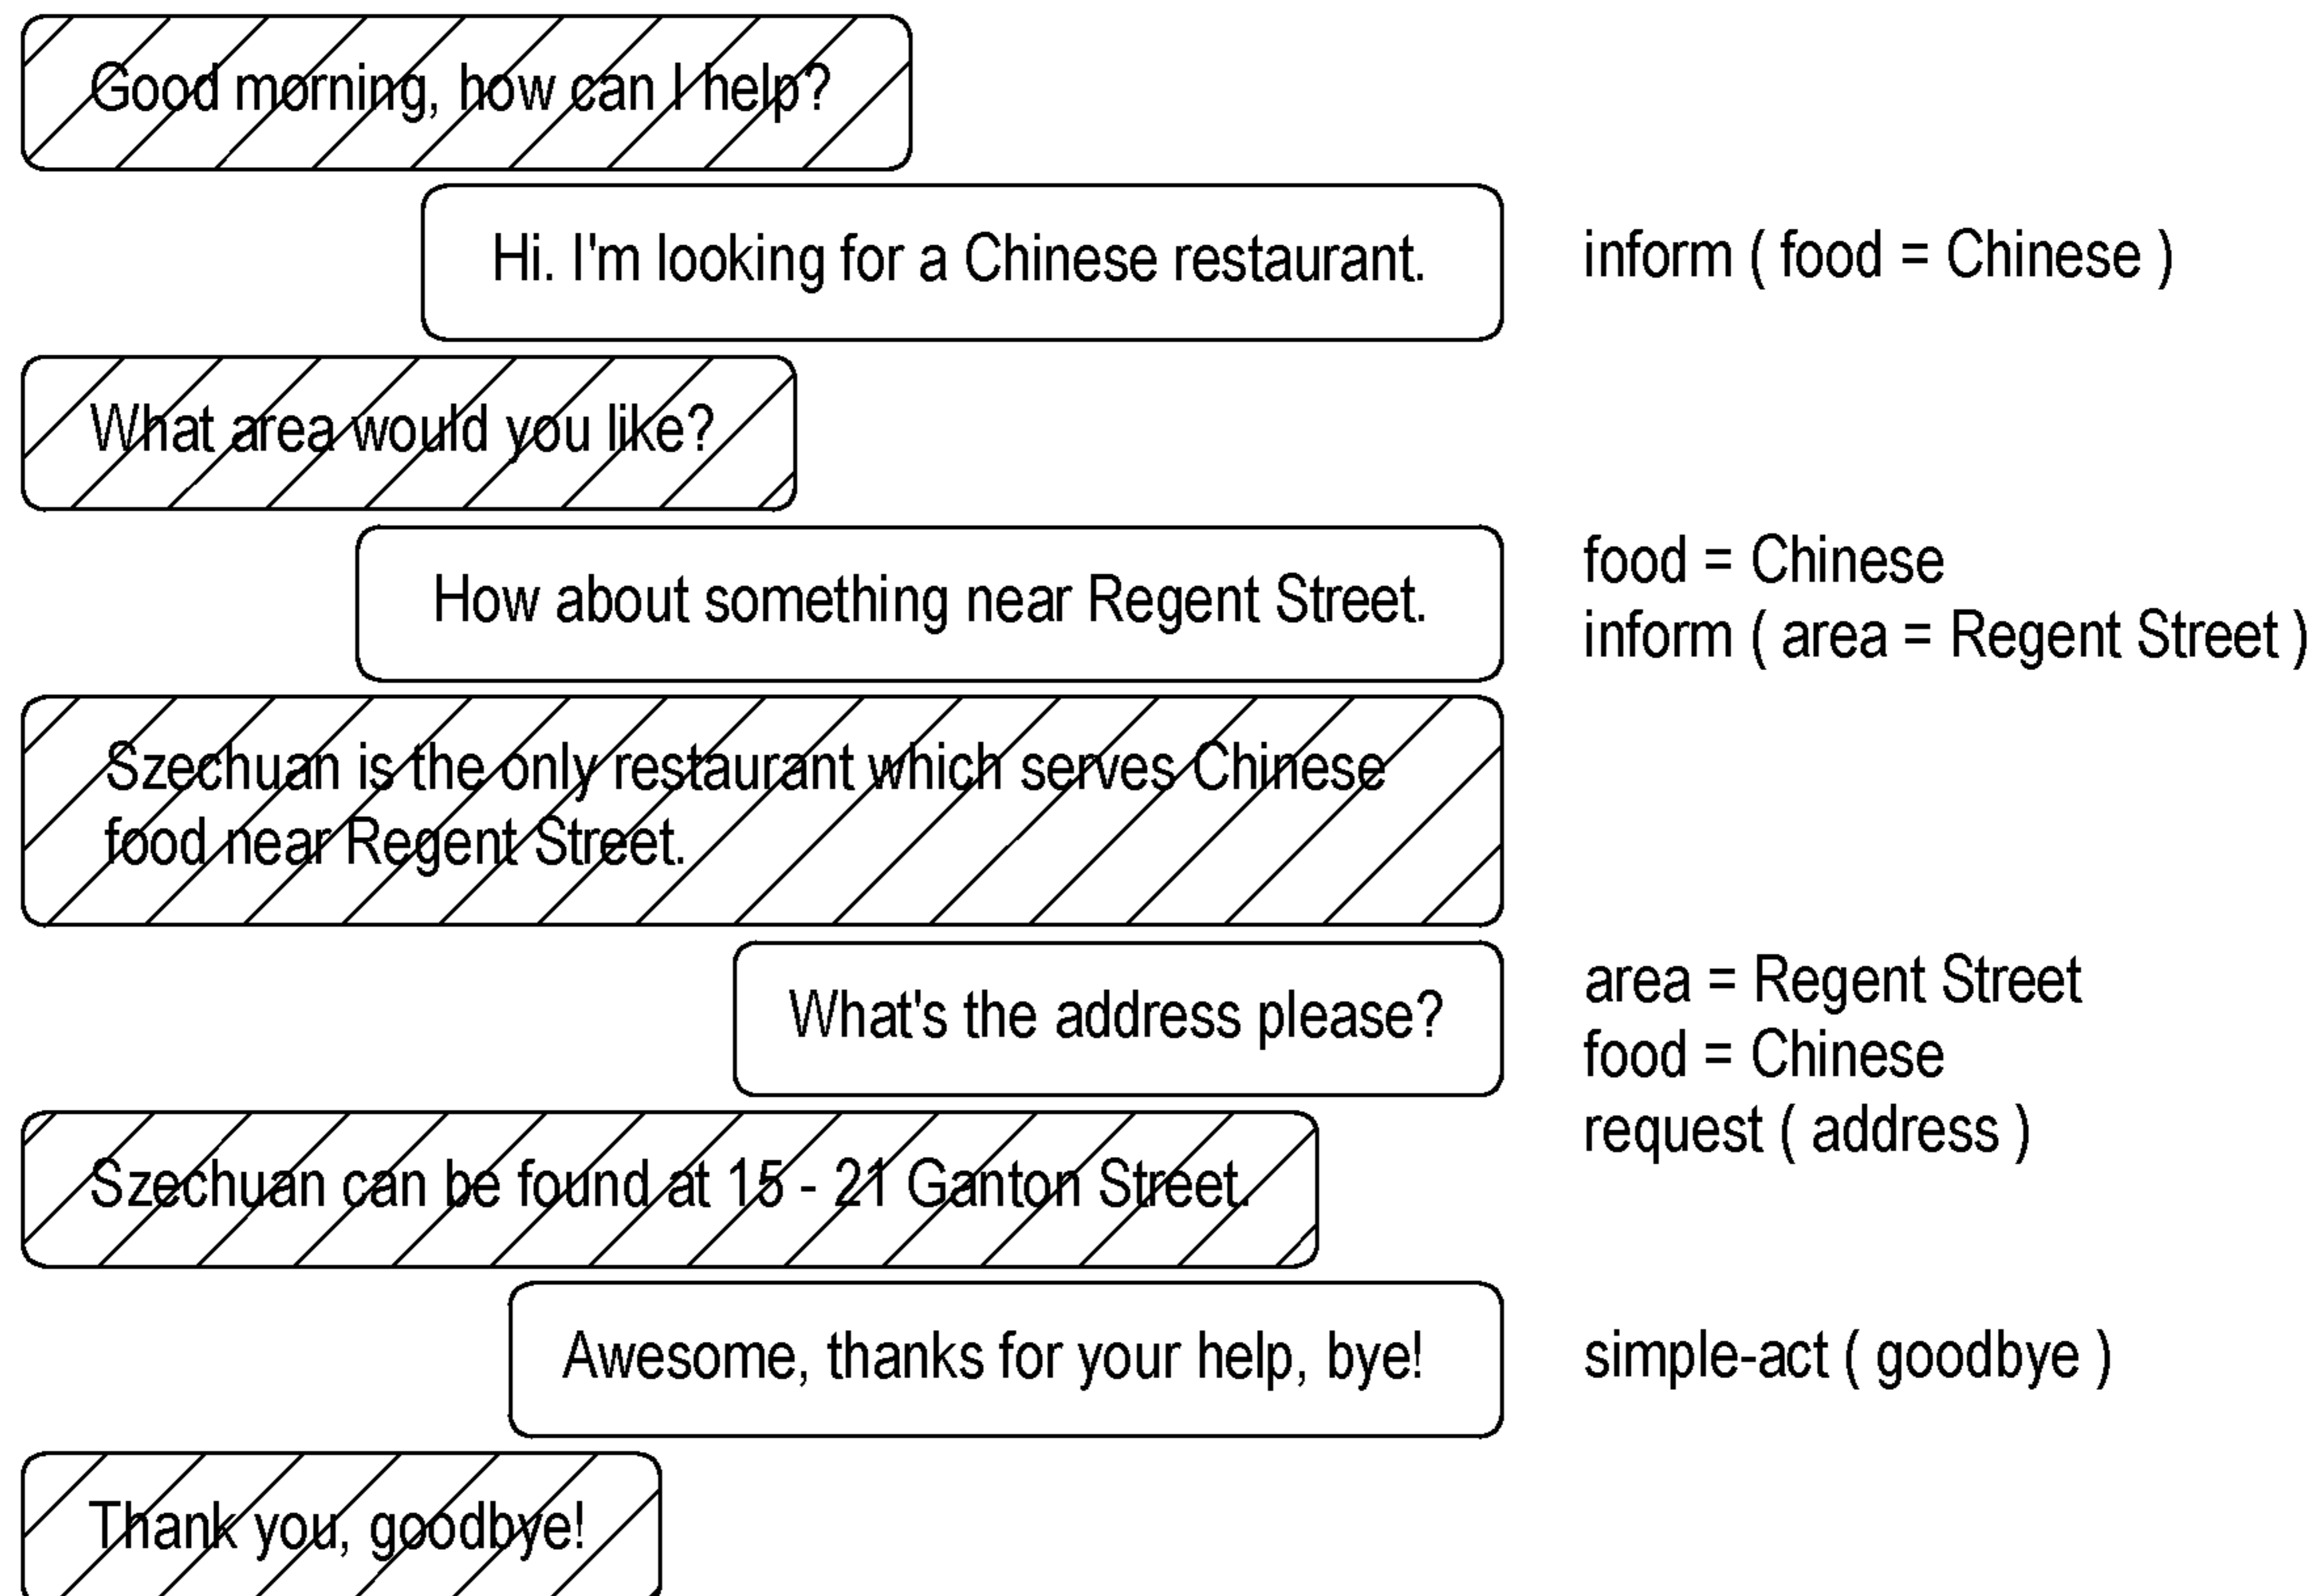 Good morning, how can I help?
Hi. I'm looking for a Chinese restaurant.
inform ( food = Chinese )
What area would you like?
How about something near Regent Street.
food = Chinese
inform ( area = Regent Street )
Szechuan is the only restaurant which serves Chinese
food near Regent Street.
What's the address please?
area = Regent Street
food = Chinese
request ( address )
Szechuan can be found at 15 - 21 Ganton Street.
Awesome, thanks for your help, bye!
simple-act ( goodbye )
Thank you, goodbye!